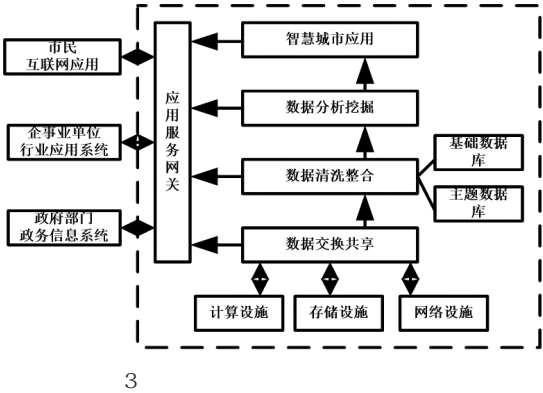 市民
互联网应用
企事业单位
行业应用系统
政府部门
政务信息系统
应用服务网关
智慧城市应用
数据分析挖掘
数据清洗整合
数据交换共享
基础数据
库
主题数据
库
计算设施
存储设施
网络设施
3